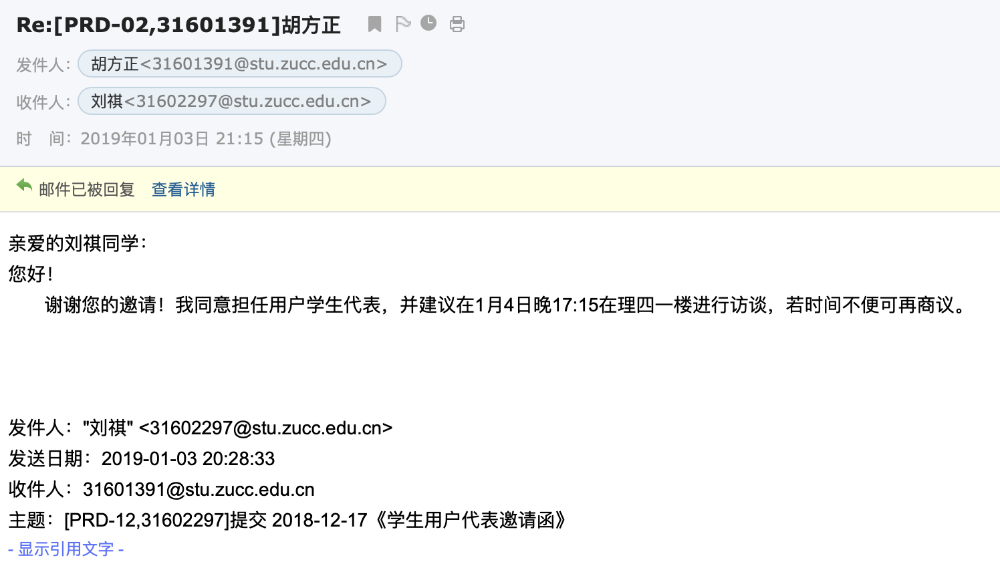 Re:[PRD-02,31601391]胡方正
发件人：胡方正<31601391@stu.zucc.edu.cn>
收件人：刘祺<31602297@stu.zucc.edu.cn>
时 间：2019年01月03日 21:15 (星期四)
邮件已被回复 查看详情
亲爱的刘祺同学：
您好！
谢谢您的邀请！我同意担任用户学生代表，并建议在1月4日晚17:15在理四一楼进行访谈，若时间不便可再商议。
发件人："刘祺" <31602297@stu.zucc.edu.cn>
发送日期：2019-01-03 20:28:33
收件人：31601391@stu.zucc.edu.cn
主题：[PRD-12,31602297]提交 2018-12-17《学生用户代表邀请函》
- 显示引用文字 -